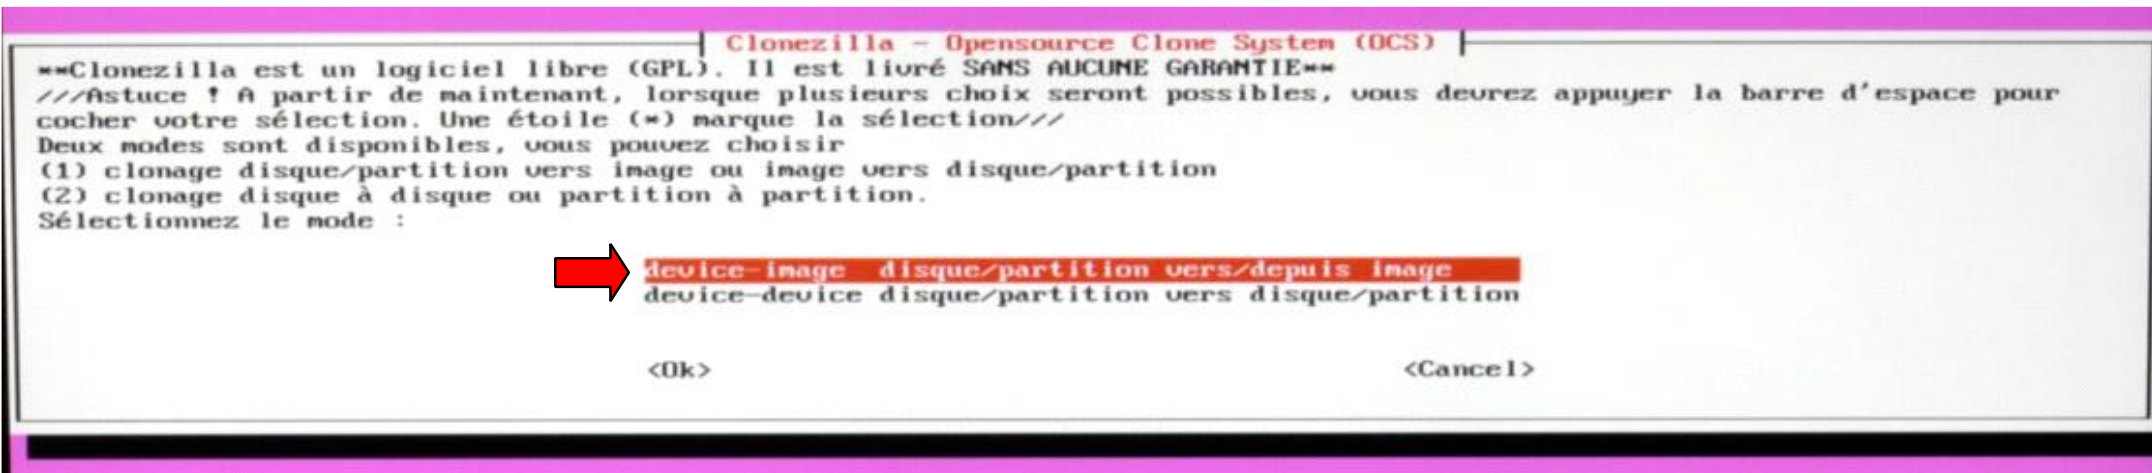 Clonezilla - Opensource Clone System (OCS)
**Clonezilla est un logiciel libre (GPL). Il est livré SANS AUCUNE GARANTIE**
///Astuce ! A partir de maintenant, lorsque plusieurs choix seront possibles, vous devrez appuyer la barre d'espace pour
cocher votre sélection. Une étoile (*) marque la sélection///
Deux modes sont disponibles, vous pouvez choisir
(1) clonage disque/partition vers image ou image vers disque/partition
(2) clonage disque à disque ou partition à partition.
Sélectionnez le mode :
device-image disque/partition vers/depuis image
device-device disque/partition vers disque/partition
<Ok> <Cancel>